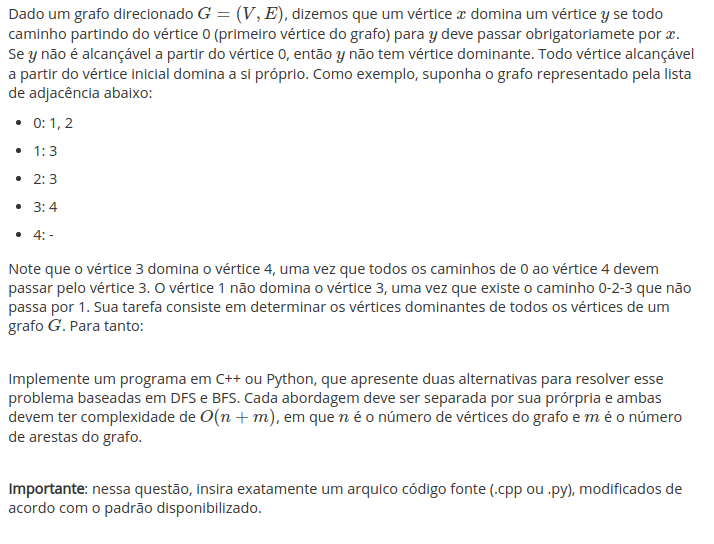 Dado um grafo direcionado G = (V, E), dizemos que um vértice x domina um vértice y se todo
caminho partindo do vértice 0 (primeiro vértice do grafo) para y deve passar obrigatoriamete por x.
Se y não é alcançável a partir do vértice 0, então y não tem vértice dominante. Todo vértice alcançável
a partir do vértice inicial domina a si próprio. Como exemplo, suponha o grafo representado pela lista
de adjacência abaixo:
• 0: 1, 2
• 1: 3
• 2: 3
• 3: 4
• 4: -
Note que o vértice 3 domina o vértice 4, uma vez que todos os caminhos de 0 ao vértice 4 devem
passar pelo vértice 3. O vértice 1 não domina o vértice 3, uma vez que existe o caminho 0-2-3 que não
passa por 1. Sua tarefa consiste em determinar os vértices dominantes de todos os vértices de um
grafo G. Para tanto:
Implemente um programa em C++ ou Python, que apresente duas alternativas para resolver esse
problema baseadas em DFS e BFS. Cada abordagem deve ser separada por sua prórpria e ambas
devem ter complexidade de O(n + m), em que n é o número de vértices do grafo e m é o número
de arestas do grafo.
Importante: nessa questão, insira exatamente um arquico código fonte (.cpp ou .py), modificados de
acordo com o padrão disponibilizado.